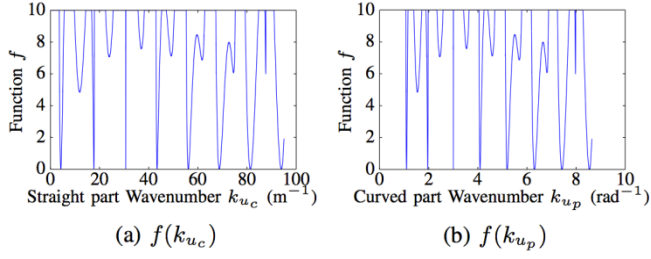 10
8
6
4
2
0
Function f
0 20 40 60 80 100
Straight part Wavenumber k_{u_c} (m^{-1})
(a) f(k_{u_c})
10
8
6
4
2
0
Function f
0 2 4 6 8 10
Curved part Wavenumber k_{u_p} (rad^{-1})
(b) f(k_{u_p})